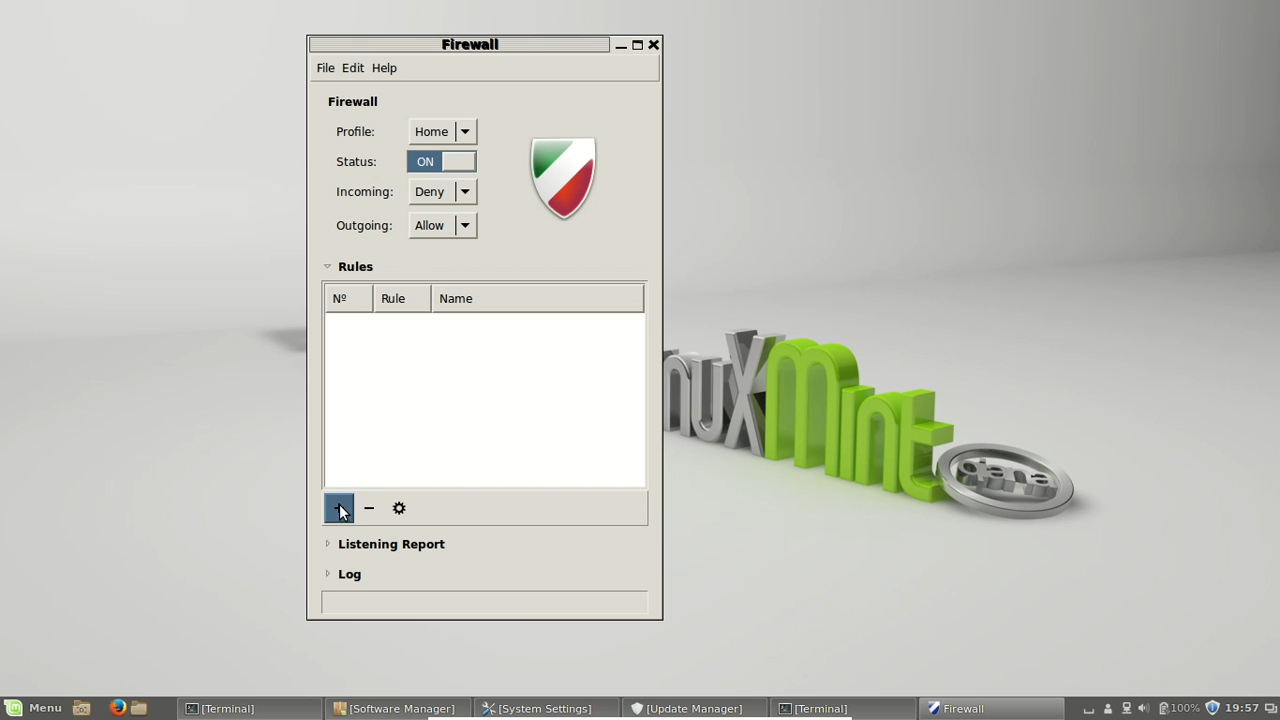 Firewall
File Edit Help
Firewall
Profile: Home
Status: ON
Incoming: Deny
Outgoing: Allow
Rules
Nº Rule Name
Listening Report
Log
Mint
Menu [Terminal] [Software Manager] [System Settings] [Update Manager] [Terminal] Firewall 100% 19:57